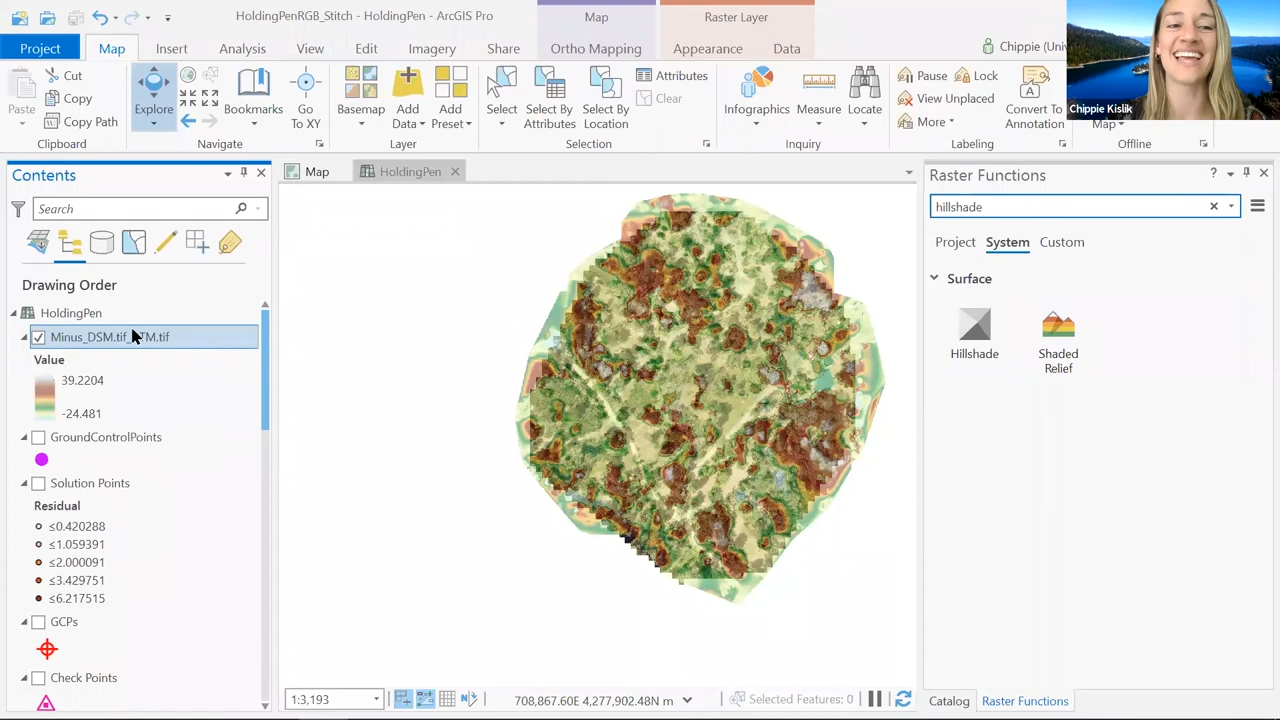 HoldingPenRGB_Stitch - HoldingPen - ArcGIS Pro
Map
Raster Layer
Project
Map
Insert
Analysis
View
Edit
Imagery
Share
Ortho Mapping
Appearance
Data
Chippie (Uni
Chippie Kislik
Paste
Cut
Copy
Copy Path
Clipboard
Explore
Bookmarks
Go
To XY
Navigate
Basemap
Add
Data
Add
Preset
Layer
Select
Select By
Attributes
Select By
Location
Attributes
Clear
Selection
Infographics
Measure
Locate
Inquiry
Pause
Lock
View Unplaced
More
Convert To
Annotation
Labeling
Map
Offline
Contents
Search
Drawing Order
HoldingPen
Minus_DSM.tif_ TM.tif
Value
39.2204
-24.481
GroundControlPoints
Solution Points
Residual
≤0.420288
≤1.059391
≤2.000091
≤3.429751
≤6.217515
GCPs
Check Points
Map
HoldingPen
1:3,193
708,867.60E 4,277,902.48N m
Selected Features: 0
Raster Functions
?
hillshade
Project
System
Custom
Surface
Hillshade
Shaded
Relief
Catalog
Raster Functions